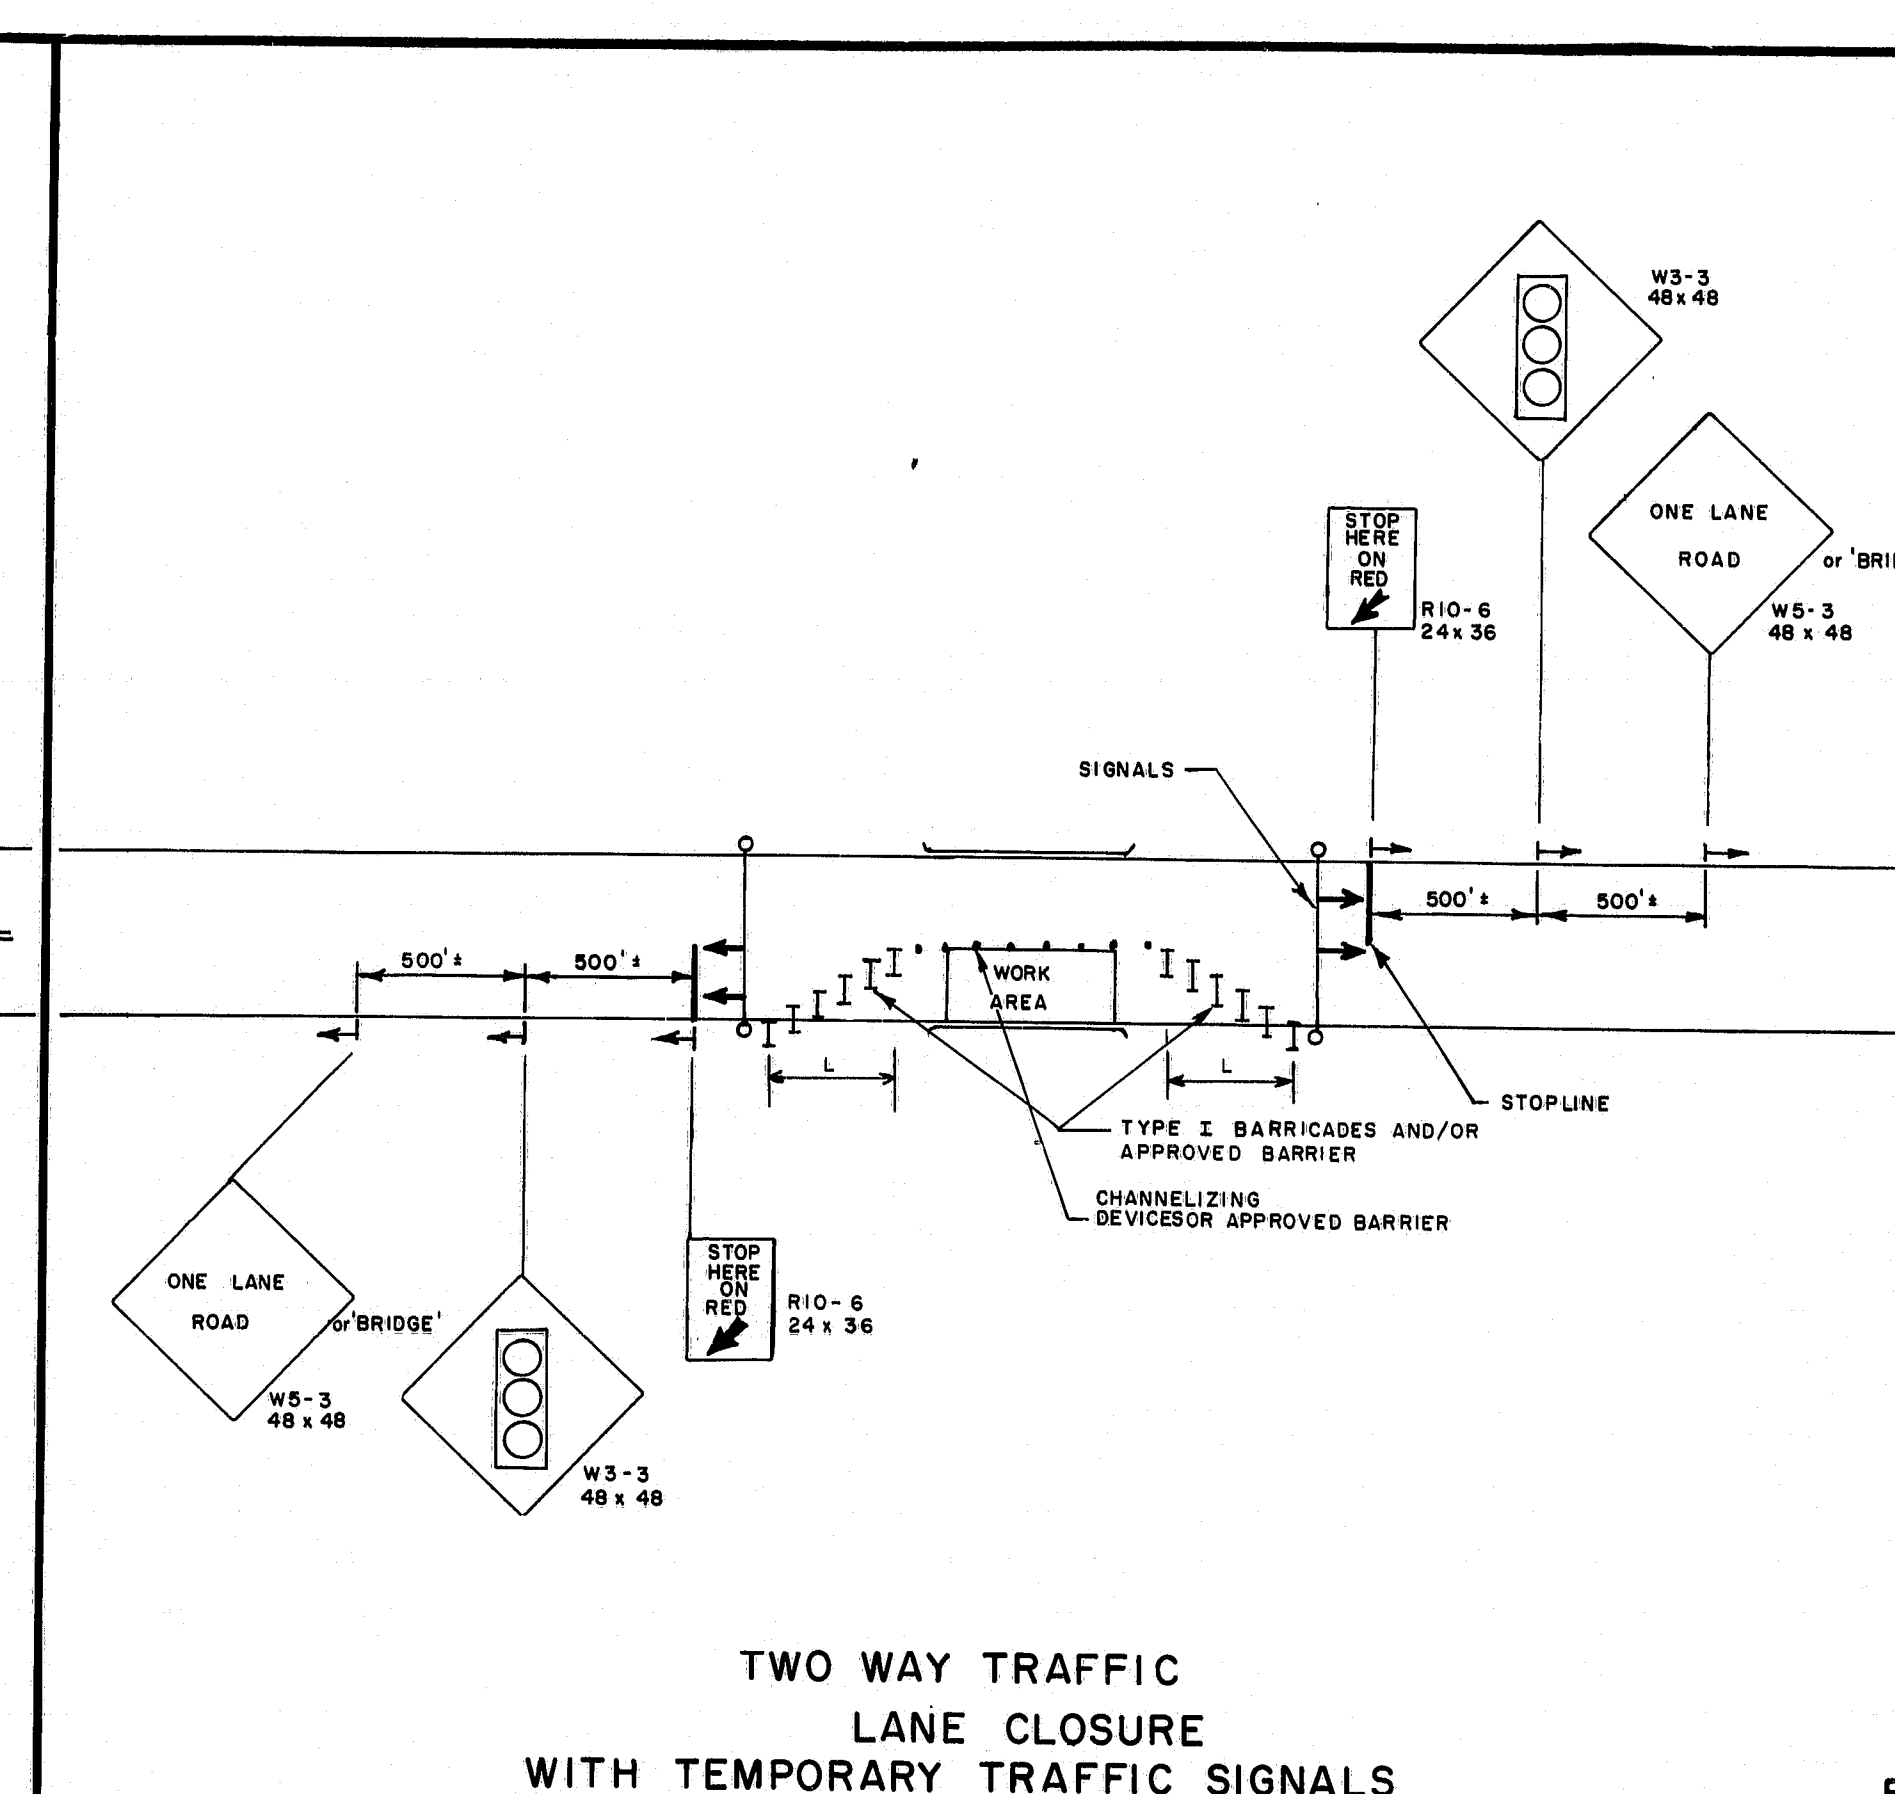 W3-3
48x48
ONE LANE
ROAD
or 'BRI
W5-3
48 x 48
STOP
HERE
ON
RED
R10-6
24x36
SIGNALS
500'±
500'±
500'±
500'±
WORK
AREA
L
L
STOPLINE
TYPE I BARRICADES AND/OR
APPROVED BARRIER
CHANNELIZING
DEVICESOR APPROVED BARRIER
ONE LANE
ROAD
or 'BRIDGE'
W5-3
48 x 48
STOP
HERE
ON
RED
R10-6
24 x 36
W3-3
48 x 48
TWO WAY TRAFFIC
LANE CLOSURE
WITH TEMPORARY TRAFFIC SIGNALS